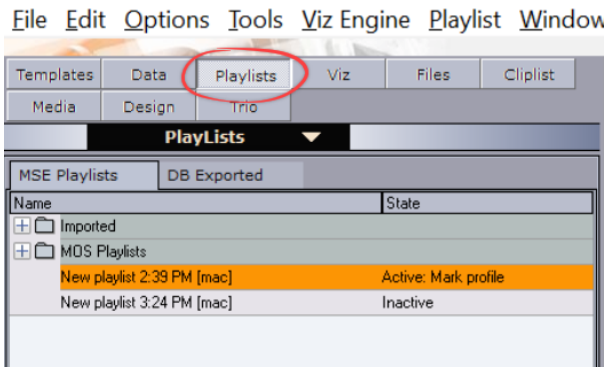 File Edit Options Tools Viz Engine Playlist Window
Templates Data Playlists Viz Files Cliplist
Media Design Trio
PlayLists
MSE Playlists DB Exported
Name State
Imported
MOS Playlists
New playlist 2:39 PM [mac] Active: Mark profile
New playlist 3:24 PM [mac] Inactive